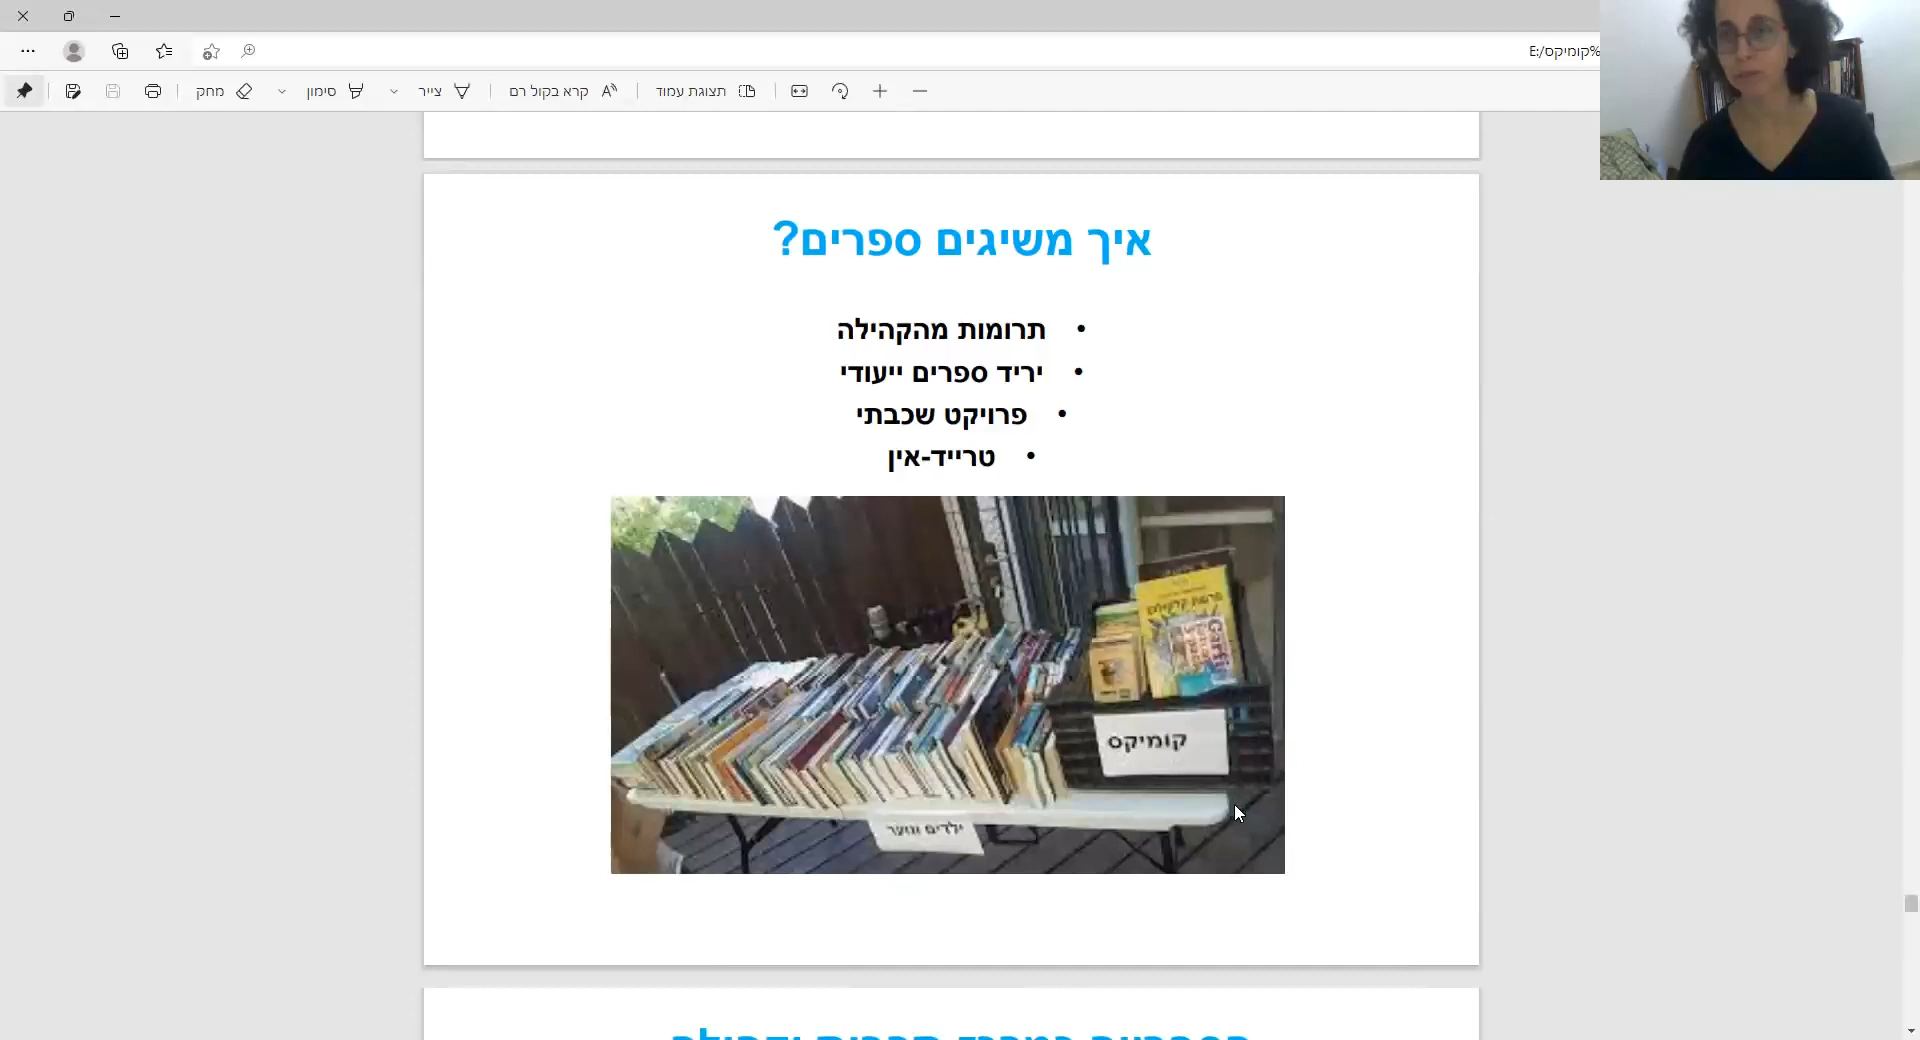 E:/קומיקס%
תצוגת עמוד
קרא בקול רם
צייר
סימון
מחק
איך משיגים ספרים?
• תרומות מהקהילה
• יריד ספרים ייעודי
• פרויקט שכבתי
• טרייד-אין
Garfi
קומיקס
ילדים ונוער